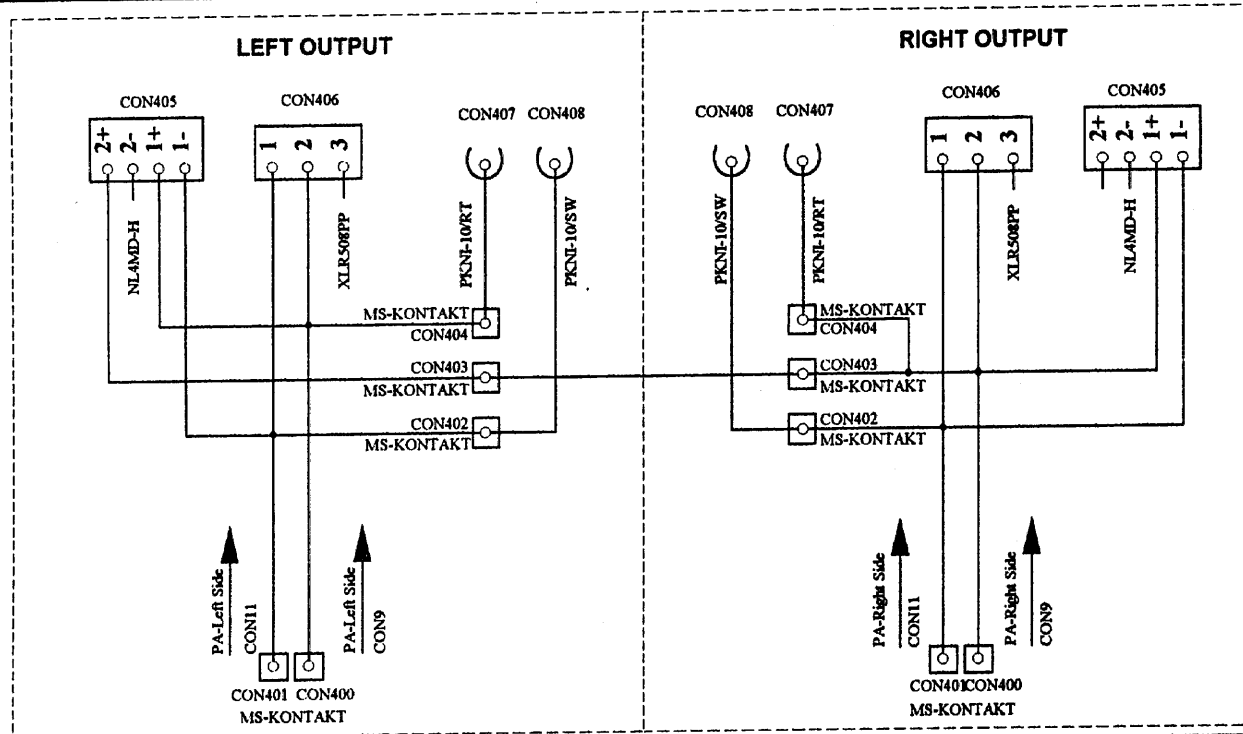 LEFT OUTPUT
CON405
2+ 2- 1+ 1-
NL4MD-H
CON406
1 2 3
XLR508PP
CON407 CON408
PKNI-10/RT
PKNI-10/SW
MS-KONTAKT
CON404
CON403
MS-KONTAKT
CON402
MS-KONTAKT
PA-Left Side
CON11
PA-Left Side
CON9
CON401 CON400
MS-KONTAKT
RIGHT OUTPUT
CON408 CON407
PKNI-10/SW
PKNI-10/RT
CON406
1 2 3
XLR508PP
CON405
2+ 2- 1+ 1-
NL4MD-H
MS-KONTAKT
CON404
CON403
MS-KONTAKT
CON402
MS-KONTAKT
PA-Right Side
CON11
PA-Right Side
CON9
CON401 CON400
MS-KONTAKT